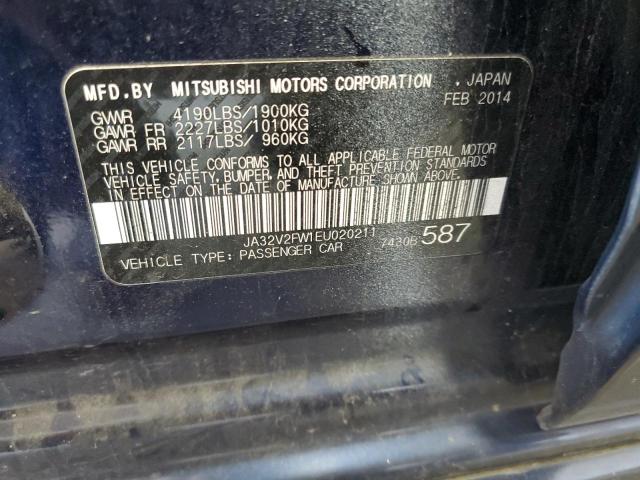 MFD.BY MITSUBISHI MOTORS CORPORATION . JAPAN
FEB 2014
GVWR 4190LBS/1900KG
GAWR FR 2227LBS/1010KG
GAWR RR 2117LBS/ 960KG
THIS VEHICLE CONFORMS TO ALL APPLICABLE FEDERAL MOTOR
VEHICLE SAFETY, BUMPER, AND THEFT PREVENTION STANDARDS
IN EFFECT ON THE DATE OF MANUFACTURE SHOWN ABOVE.
JA32V2FW1EU020211 7430B 587
VEHICLE TYPE: PASSENGER CAR